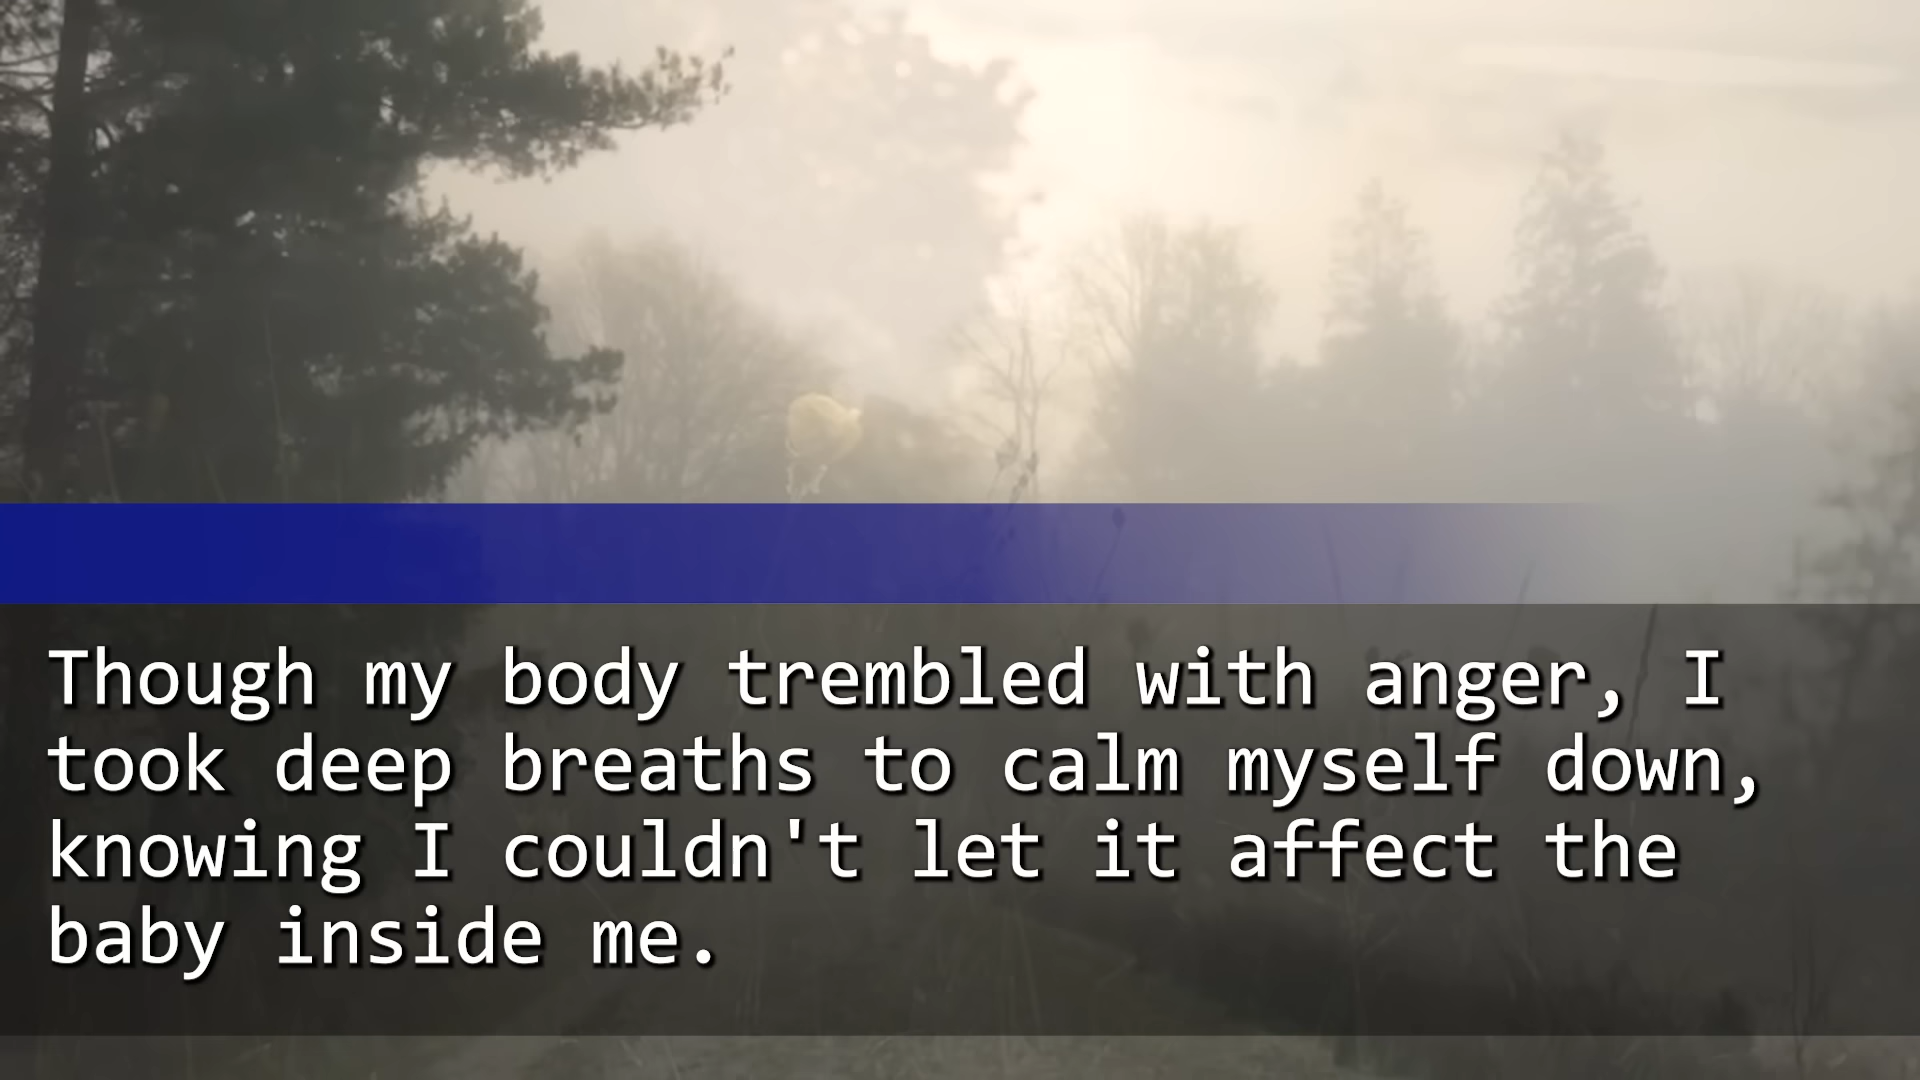 Though my body trembled with anger, I
took deep breaths to calm myself down,
knowing I couldn't let it affect the
baby inside me.